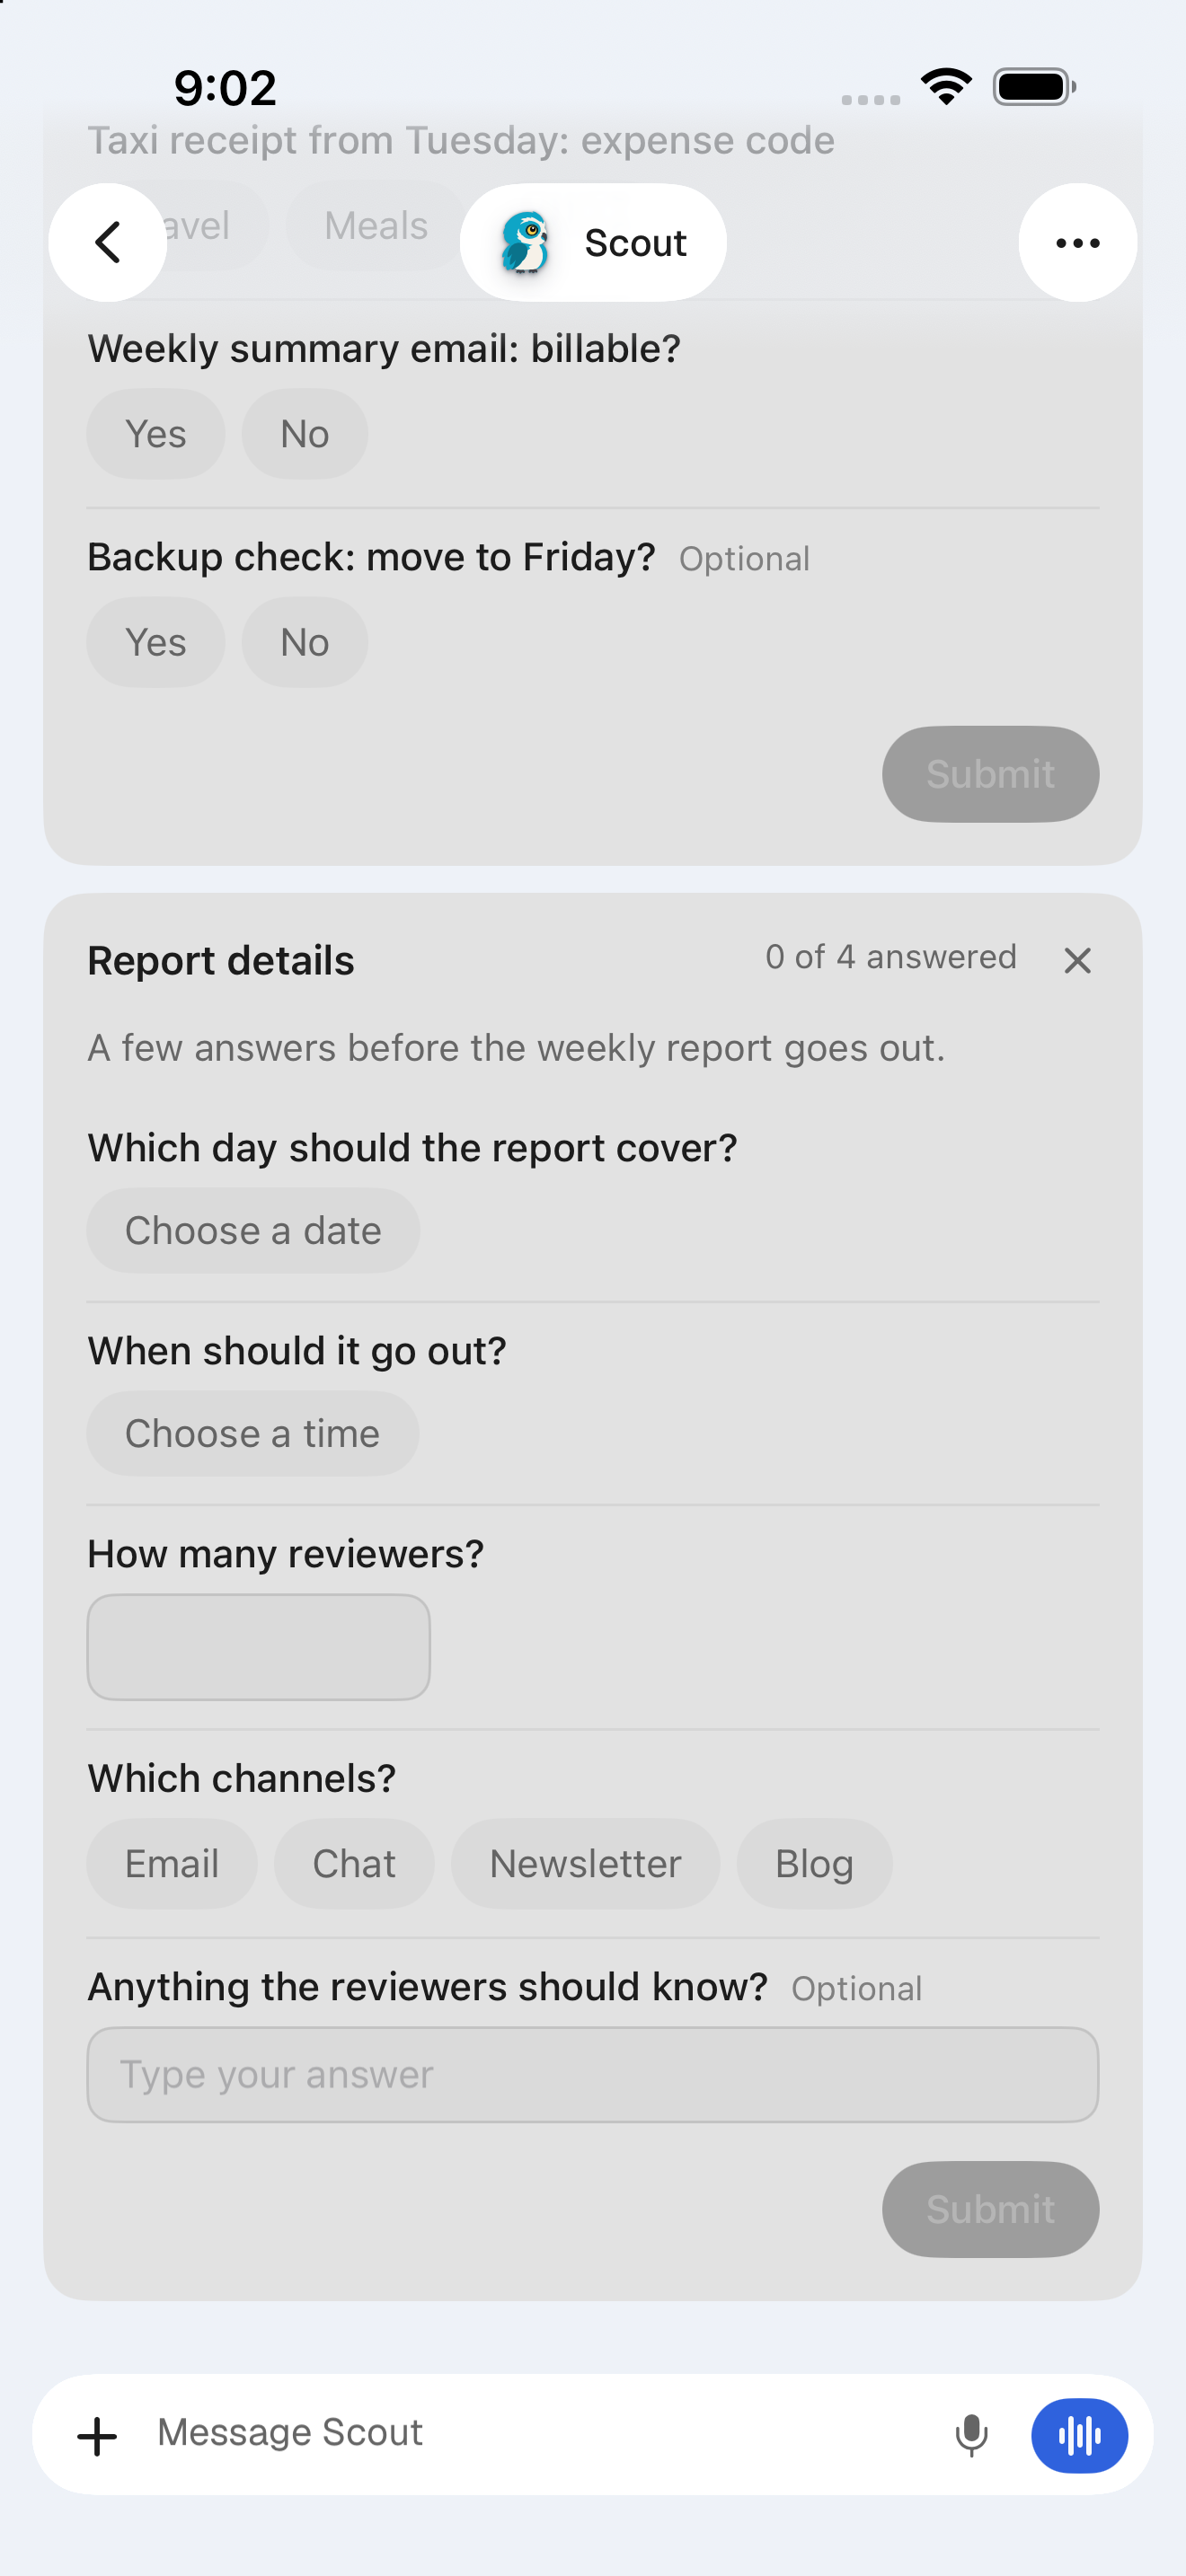 9:02
Taxi receipt from Tuesday: expense code
avel Meals
Scout
Weekly summary email: billable?
Yes No
Backup check: move to Friday? Optional
Yes No
Submit
Report details 0 of 4 answered
A few answers before the weekly report goes out.
Which day should the report cover?
Choose a date
When should it go out?
Choose a time
How many reviewers?
Which channels?
Email Chat Newsletter Blog
Anything the reviewers should know? Optional
Type your answer
Submit
Message Scout